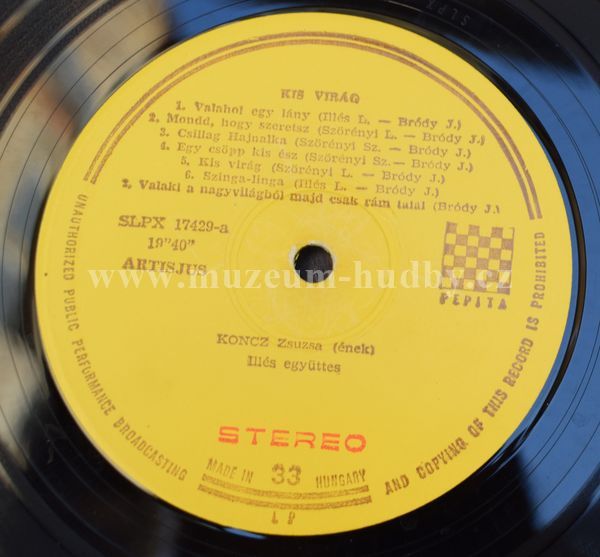 KIS VIRÁG
1. Valahol egy lány (Illés L. — Bródy J.)
2. Mondd, hogy szeretsz (Szörényi L. — Bródy J.)
3. Csillag Hajnalka (Szörényi Sz. — Bródy J.)
4. Egy csöpp kis ész (Szörényi Sz.— Bródy J.)
5. Kis virág (Szörényi L. — Bródy J.)
6. Szinga-linga (Illés L. — Bródy J.)
2. Valaki a nagyvilágból majd csak rám talál (Bródy J.)
SLPX 17429-a
19"40"
ARTISJUS
PEPITA
www.muzeum-hudby.cz
KONCZ Zsuzsa (ének)
Illés együttes
STEREO
UNAUTHORIZED PUBLIC PERFORMANCE BROADCASTING
AND COPYING OF THIS RECORD IS PROHIBITED
MADE IN 33 HUNGARY
LP
SLPX